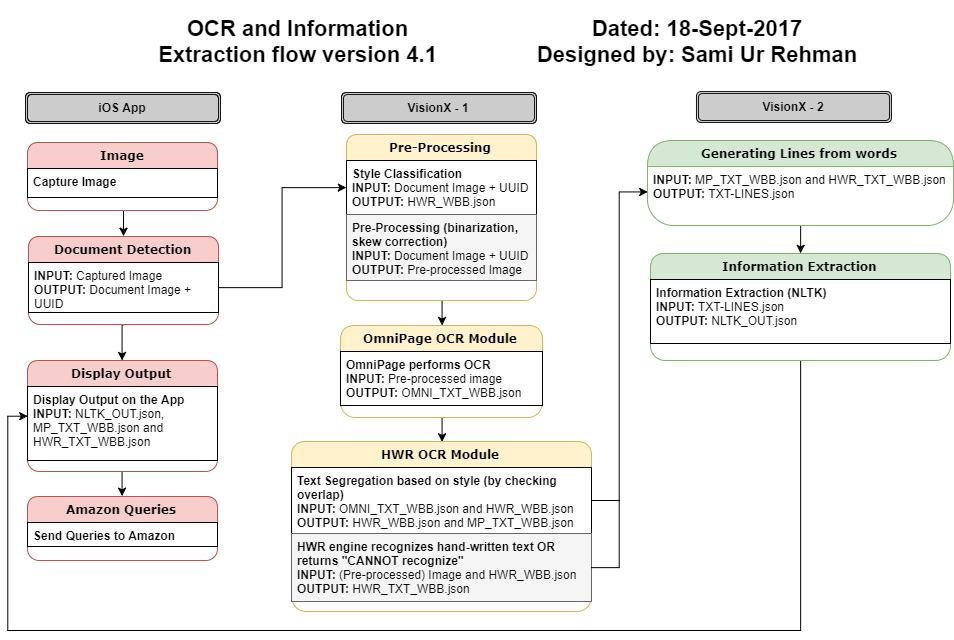 OCR and Information
Extraction flow version 4.1
Dated: 18-Sept-2017
Designed by: Sami Ur Rehman
iOS App
Image
Capture Image
Document Detection
INPUT: Captured Image
OUTPUT: Document Image +
UUID
Display Output
Display Output on the App
INPUT: NLTK_OUT.json,
MP_TXT_WBB.json and
HWR_TXT_WBB.json
Amazon Queries
Send Queries to Amazon
VisionX - 1
Pre-Processing
Style Classification
INPUT: Document Image + UUID
OUTPUT: HWR_WBB.json
Pre-Processing (binarization,
skew correction)
INPUT: Document Image + UUID
OUTPUT: Pre-processed Image
OmniPage OCR Module
OmniPage performs OCR
INPUT: Pre-processed image
OUTPUT: OMNI_TXT_WBB.json
HWR OCR Module
Text Segregation based on style (by checking
overlap)
INPUT: OMNI_TXT_WBB.json and HWR_WBB.json
OUTPUT: HWR_WBB.json and MP_TXT_WBB.json
HWR engine recognizes hand-written text OR
returns "CANNOT recognize"
INPUT: (Pre-processed) Image and HWR_WBB.json
OUTPUT: HWR_TXT_WBB.json
VisionX - 2
Generating Lines from words
INPUT: MP_TXT_WBB.json and HWR_TXT_WBB.json
OUTPUT: TXT-LINES.json
Information Extraction
Information Extraction (NLTK)
INPUT: TXT-LINES.json
OUTPUT: NLTK_OUT.json